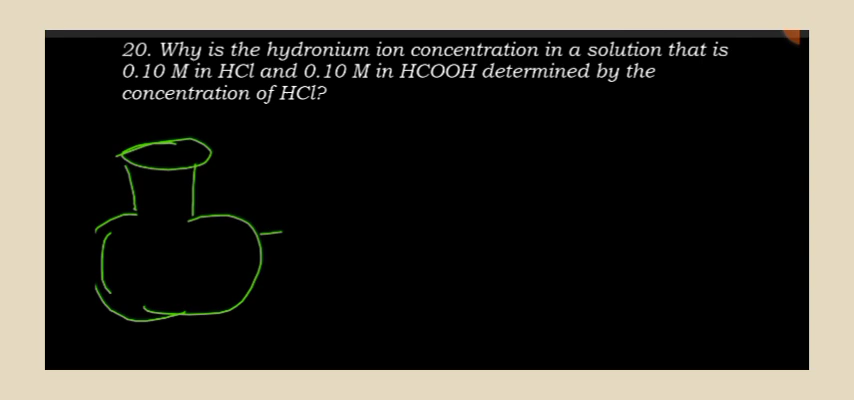 20. Why is the hydronium ion concentration in a solution that is
0.10 M in HCl and 0.10 M in HCOOH determined by the
concentration of HCl?